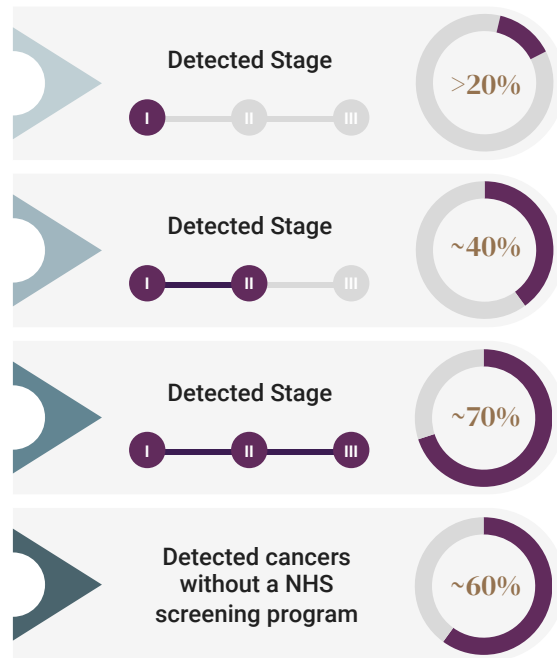 Detected Stage
I II III
>20%
Detected Stage
I II III
~40%
Detected Stage
I II III
~70%
Detected cancers
without a NHS
screening program
~60%